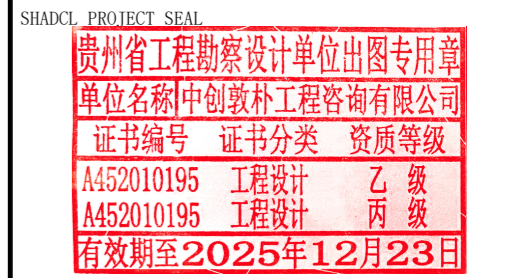 SHADCL PROJECT SEAL
贵州省工程勘察设计单位出图专用章
单位名称 中创敦朴工程咨询有限公司
证书编号 证书分类 资质等级
A452010195 工程设计 乙 级
A452010195 工程设计 丙 级
有效期至2025年12月23日